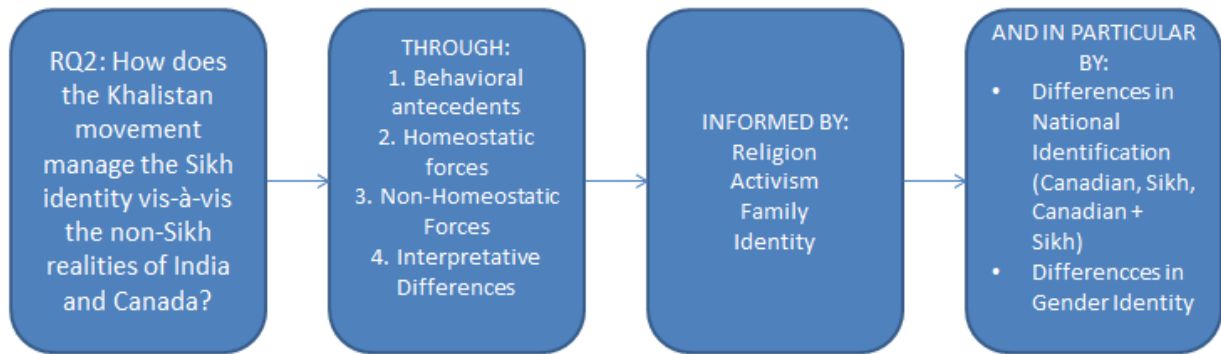 RQ2: How does
the Khalistan
movement
manage the Sikh
identity vis-à-vis
the non-Sikh
realities of India
and Canada?
THROUGH:
1. Behavioral
antecedents
2. Homeostatic
forces
3. Non-Homeostatic
Forces
4. Interpretative
Differences
INFORMED BY:
Religion
Activism
Family
Identity
AND IN PARTICULAR
BY:
• Differences in
National
Identification
(Canadian, Sikh,
Canadian +
Sikh)
• Differencces in
Gender Identity